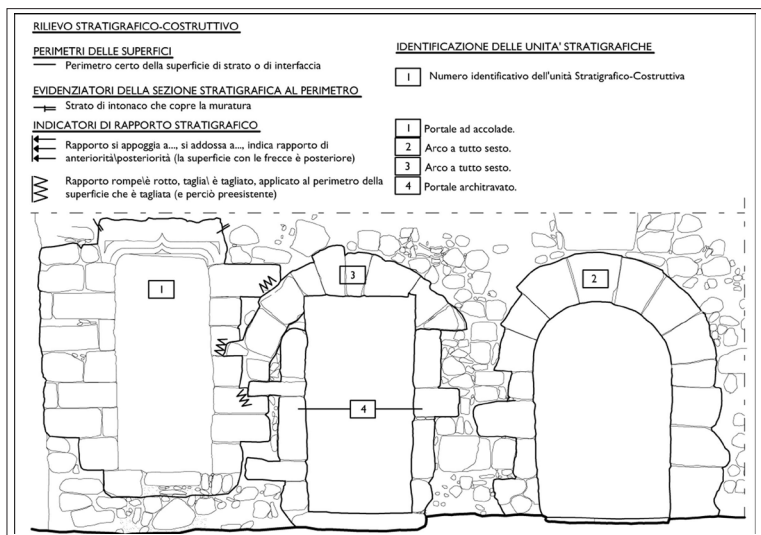 RILIEVO STRATIGRAFICO-COSTRUTTIVO
PERIMETRI DELLE SUPERFICI
Perimetro certo della superficie di strato o di interfaccia
EVIDENZIATORI DELLA SEZIONE STRATIGRAFICA AL PERIMETRO
Strato di intonaco che copre la muratura
INDICATORI DI RAPPORTO STRATIGRAFICO
Rapporto si appoggia a..., si addossa a..., indica rapporto di
anteriorità\posteriorità (la superficie con le frecce è posteriore)
Rapporto rompe\è rotto, taglia\ è tagliato, applicato al perimetro della
superficie che è tagliata (e perciò preesistente)
IDENTIFICAZIONE DELLE UNITA' STRATIGRAFICHE
1 Numero identificativo dell'unità Stratigrafico-Costruttiva
1 Portale ad accolade.
2 Arco a tutto sesto.
3 Arco a tutto sesto.
4 Portale architravato.
1
3
2
4